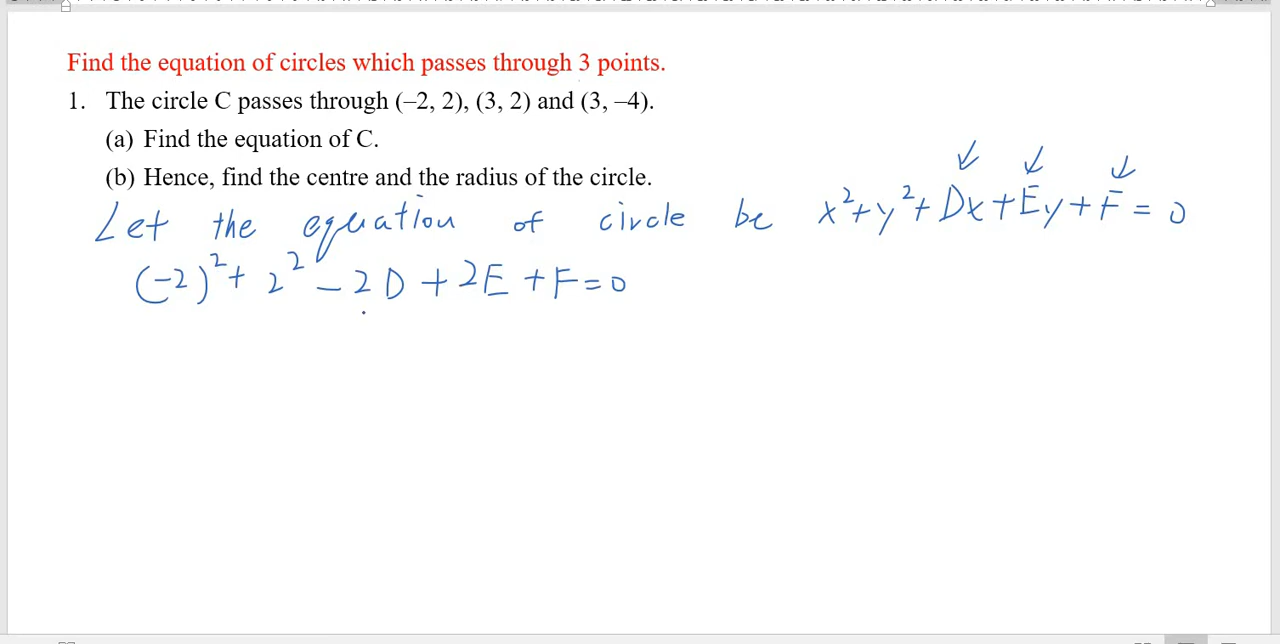 Find the equation of circles which passes through 3 points.
1. The circle C passes through (–2, 2), (3, 2) and (3, –4).
(a) Find the equation of C.
(b) Hence, find the centre and the radius of the circle.
Let the equation of circle be x²+y²+Dx+Ey+F=0
(-2)²+2²-2D+2E+F=0